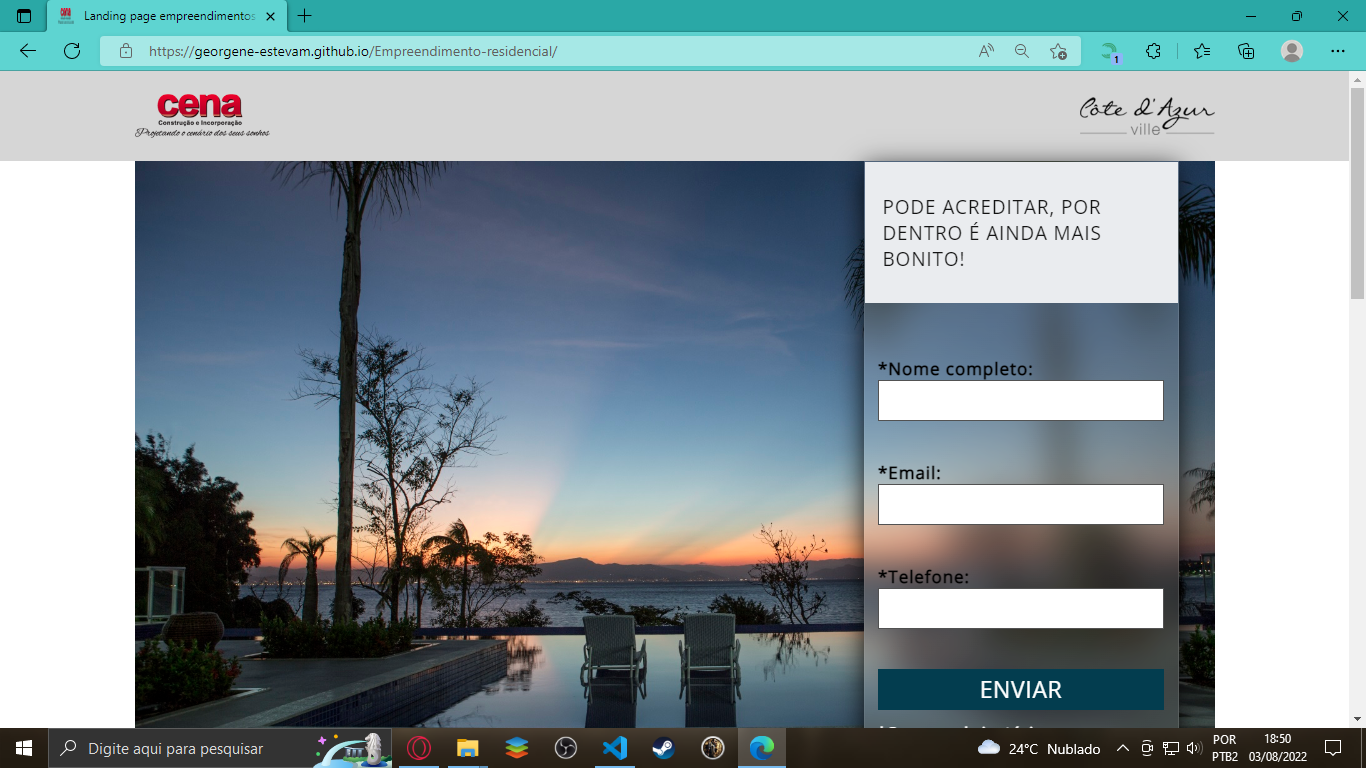 Landing page empreendimentos
https://georgene-estevam.github.io/Empreendimento-residencial/
1
cena
Construção e Incorporação
Projetando o cenário dos seus sonhos
Côte d'Azur
ville
PODE ACREDITAR, POR
DENTRO É AINDA MAIS
BONITO!
*Nome completo:
*Email:
*Telefone:
ENVIAR
Digite aqui para pesquisar
24°C Nublado
POR
PTB2
18:50
03/08/2022